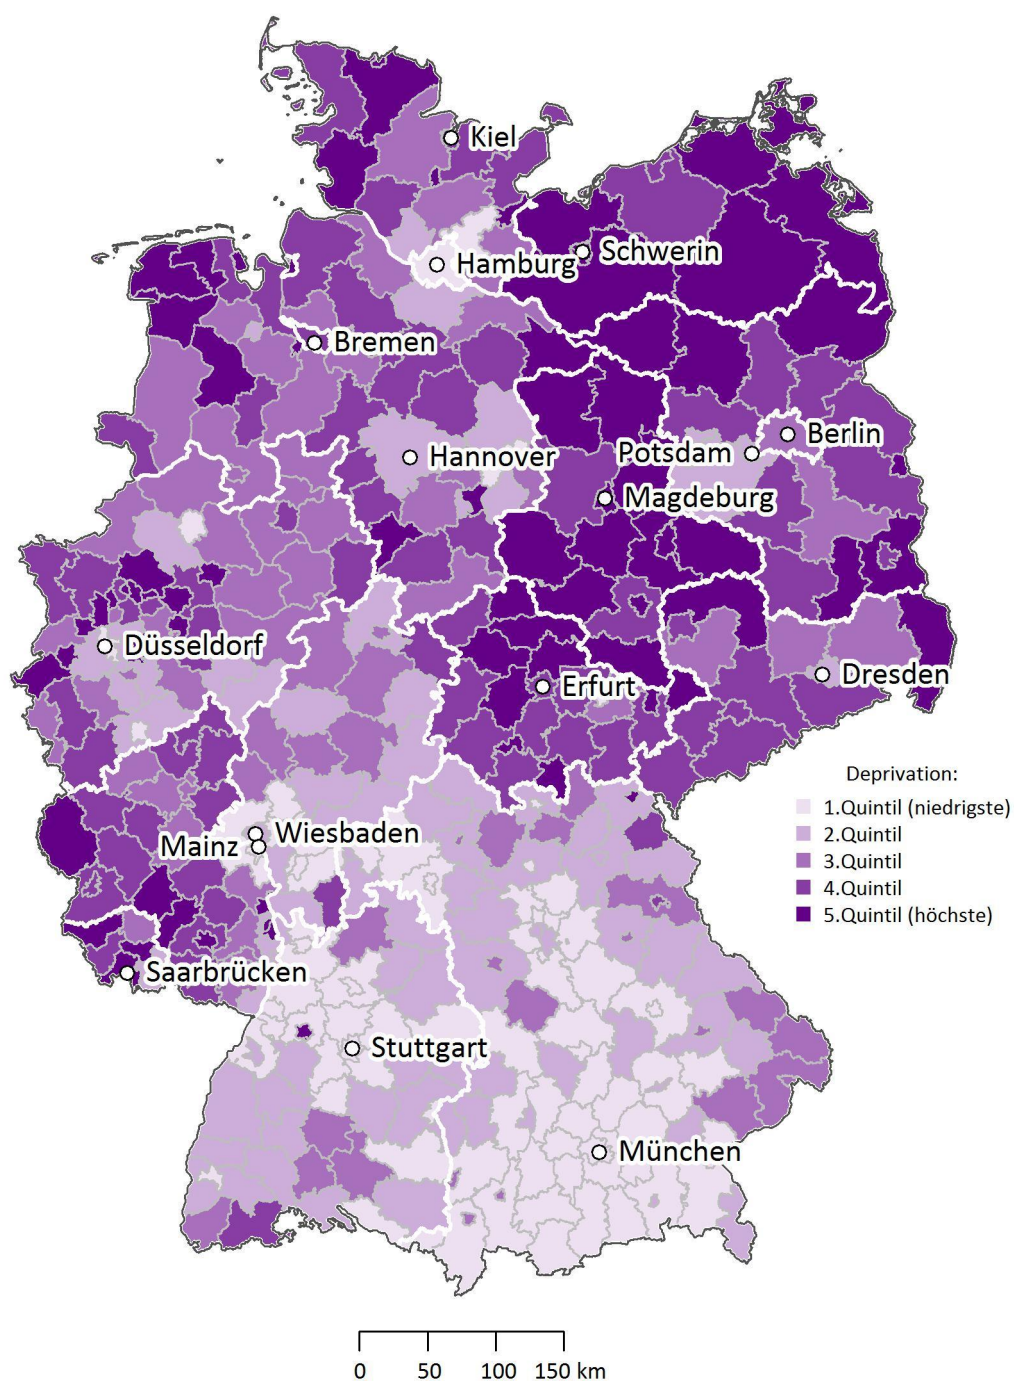 Kiel
Schwerin
Hamburg
Bremen
Berlin
Hannover
Potsdam
Magdeburg
Düsseldorf
Erfurt
Dresden
Wiesbaden
Mainz
Saarbrücken
Stuttgart
München
Deprivation:
1.Quintil (niedrigste)
2.Quintil
3.Quintil
4.Quintil
5.Quintil (höchste)
0 50 100 150 km